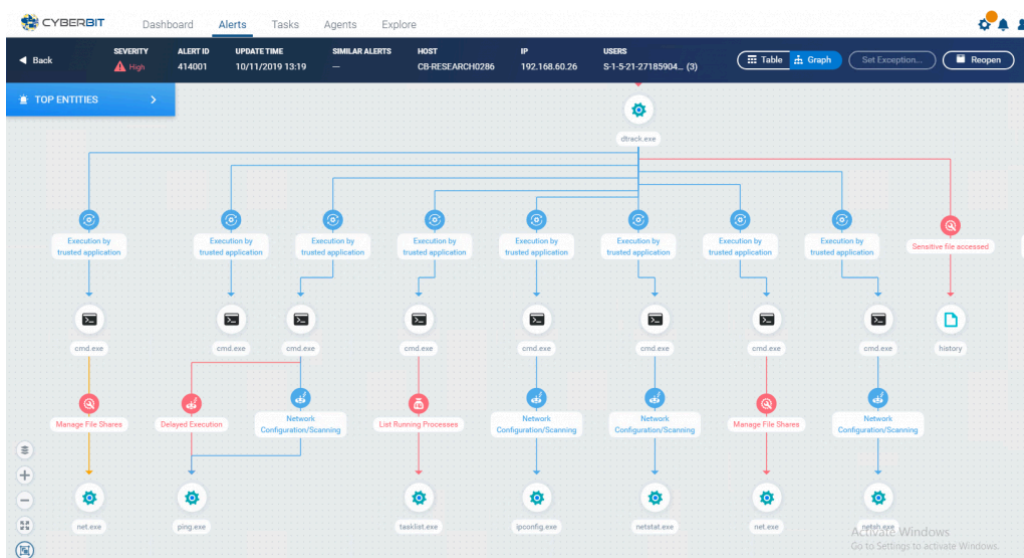 CYBERBIT
Dashboard Alerts Tasks Agents Explore
Back
SEVERITY ALERT ID UPDATE TIME SIMILAR ALERTS HOST IP USERS
High 414001 10/11/2019 13:19 — CB-RESEARCH0286 192.168.60.26 S-1-5-21-27185904... (3)
Table Graph Set Exception... Reopen
TOP ENTITIES
dtrack.exe
Execution by trusted application
Execution by trusted application
Execution by trusted application
Execution by trusted application
Execution by trusted application
Execution by trusted application
Execution by trusted application
Execution by trusted application
Sensitive file accessed
cmd.exe cmd.exe cmd.exe cmd.exe cmd.exe cmd.exe cmd.exe cmd.exe history
Manage File Shares
Delayed Execution
Network Configuration/Scanning
List Running Processes
Network Configuration/Scanning
Network Configuration/Scanning
Manage File Shares
Network Configuration/Scanning
net.exe ping.exe tasklist.exe ipconfig.exe netstat.exe net.exe netsh.exe
Activate Windows
Go to Settings to activate Windows.